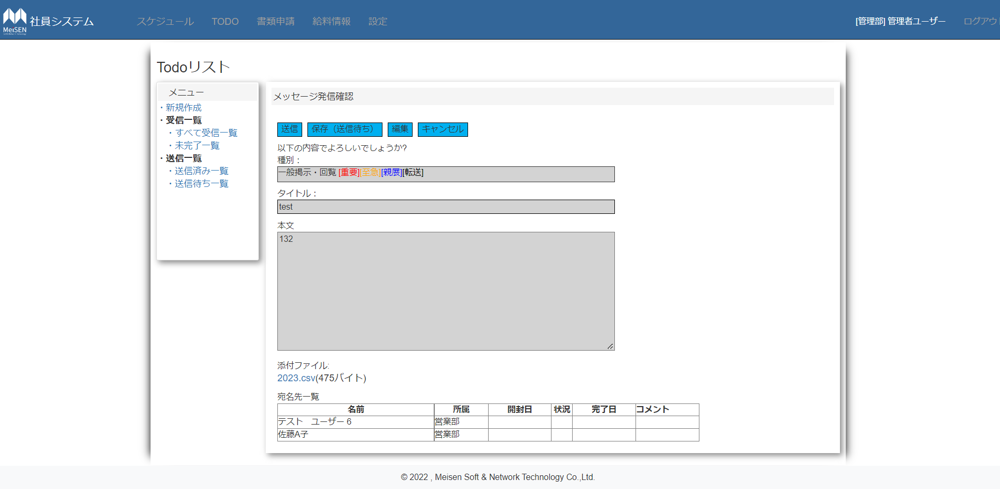 MeiSEN 社員システム スケジュール TODO 書類申請 給料情報 設定 [管理部] 管理者ユーザー ログアウ
Todoリスト
メニュー
・新規作成
・受信一覧
・すべて受信一覧
・未完了一覧
・送信一覧
・送信済み一覧
・送信待ち一覧
メッセージ発信確認
送信 保存（送信待ち） 編集 キャンセル
以下の内容でよろしいでしょうか?
種別：
一般掲示・回覧 [重要][至急][親展][転送]
タイトル：
test
本文
132
添付ファイル:
2023.csv(475バイト)
宛名先一覧
名前 所属 開封日 状況 完了日 コメント
テスト　ユーザー 6 営業部
佐藤A子 営業部
© 2022 , Meisen Soft & Network Technology Co.,Ltd.